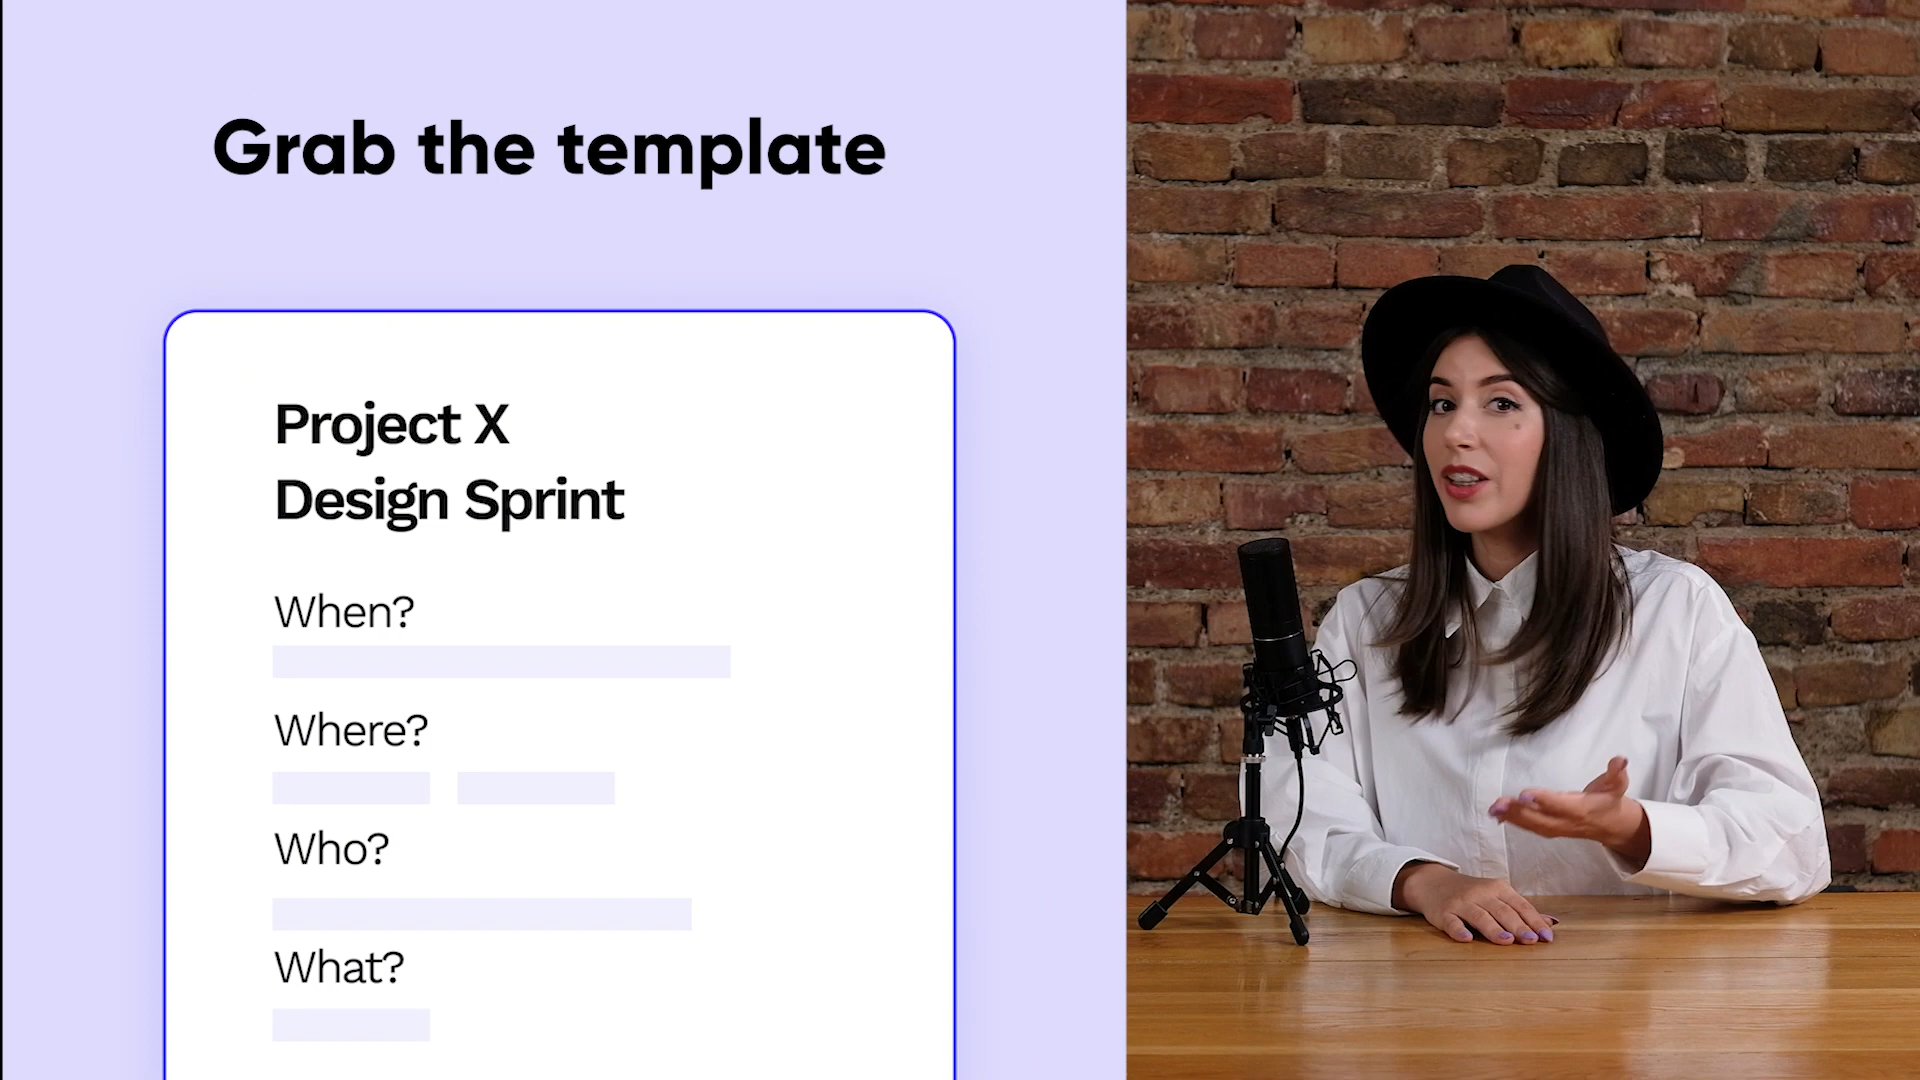 Grab the template
Project X
Design Sprint
When?
Where?
Who?
What?